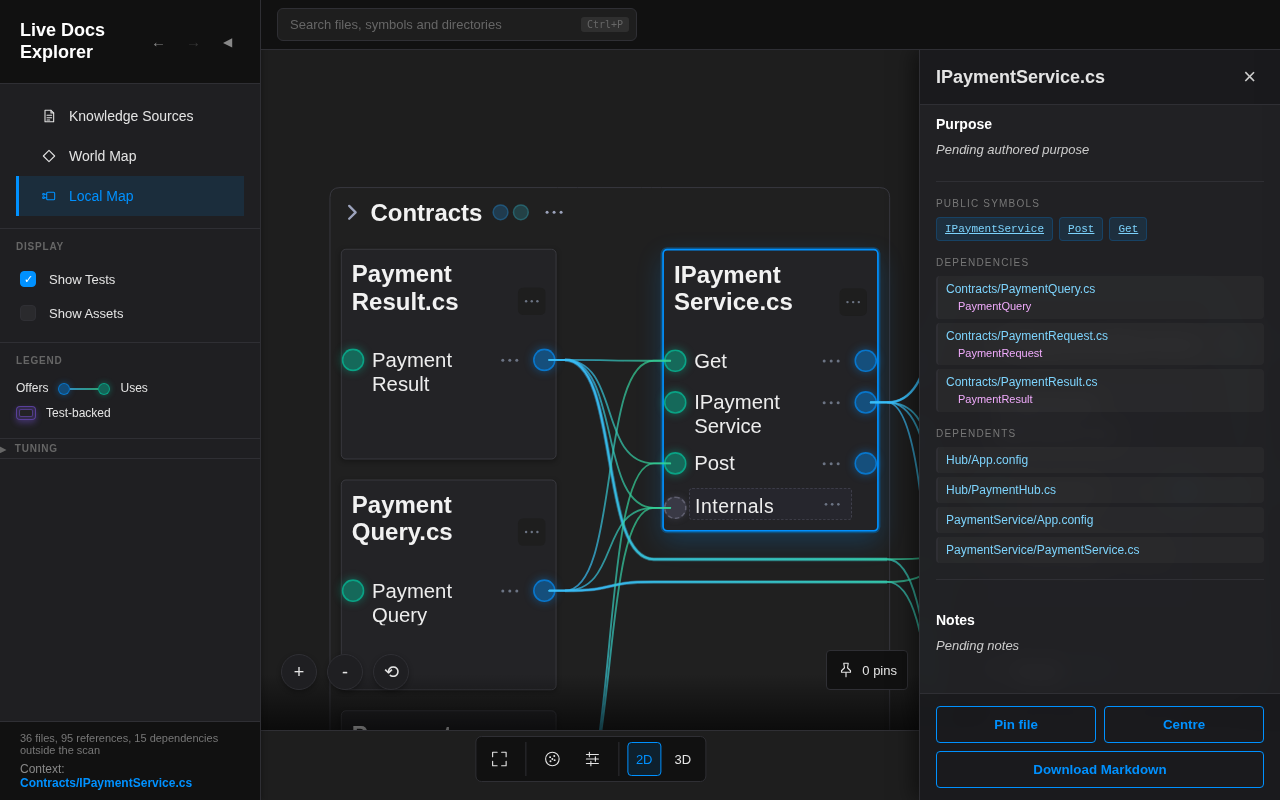 Live Docs
Explorer
Search files, symbols and directories
Ctrl+P
Knowledge Sources
World Map
Local Map
DISPLAY
Show Tests
Show Assets
LEGEND
Offers
Uses
Test-backed
TUNING
36 files, 95 references, 15 dependencies
outside the scan
Context:
Contracts/IPaymentService.cs
Contracts
Payment
Result.cs
Payment
Result
Payment
Query.cs
Payment
Query
IPayment
Service.cs
Get
IPayment
Service
Post
Internals
+
-
0 pins
2D
3D
IPaymentService.cs
Purpose
Pending authored purpose
PUBLIC SYMBOLS
IPaymentService Post Get
DEPENDENCIES
Contracts/PaymentQuery.cs
PaymentQuery
Contracts/PaymentRequest.cs
PaymentRequest
Contracts/PaymentResult.cs
PaymentResult
DEPENDENTS
Hub/App.config
Hub/PaymentHub.cs
PaymentService/App.config
PaymentService/PaymentService.cs
Notes
Pending notes
Pin file
Centre
Download Markdown